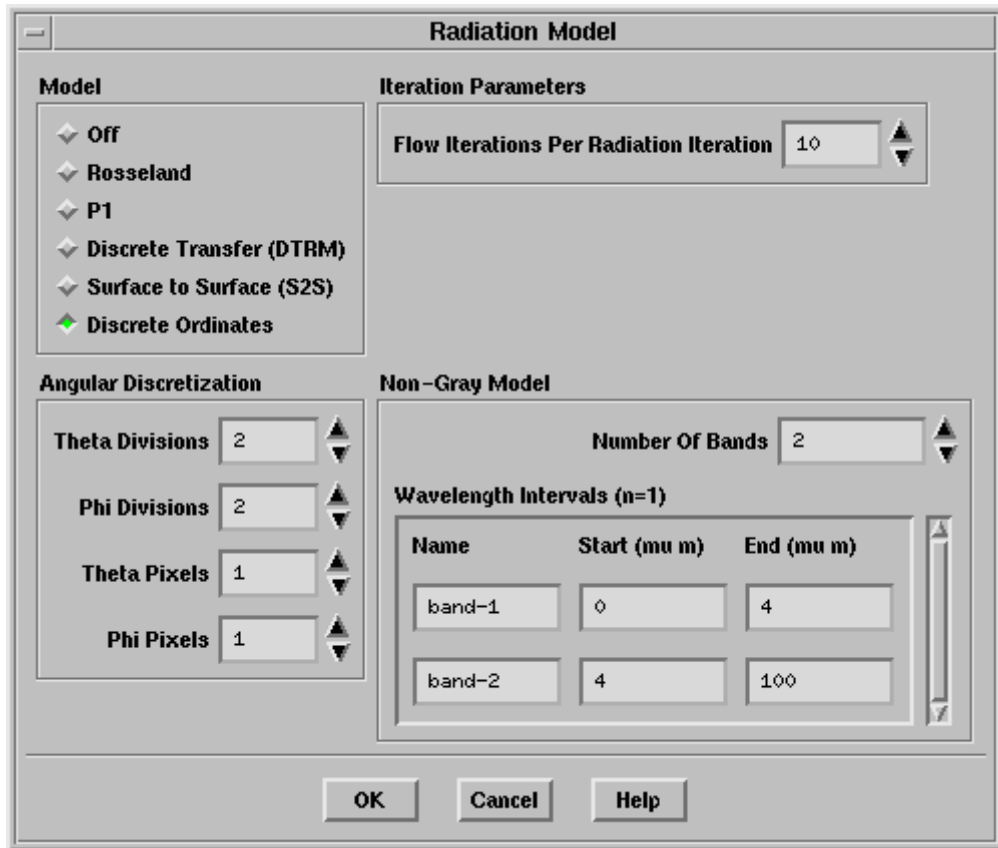 Radiation Model
Model
Off
Rosseland
P1
Discrete Transfer (DTRM)
Surface to Surface (S2S)
Discrete Ordinates
Iteration Parameters
Flow Iterations Per Radiation Iteration 10
Angular Discretization
Theta Divisions 2
Phi Divisions 2
Theta Pixels 1
Phi Pixels 1
Non-Gray Model
Number Of Bands 2
Wavelength Intervals (n=1)
Name Start (mu m) End (mu m)
band-1 0 4
band-2 4 100
OK Cancel Help